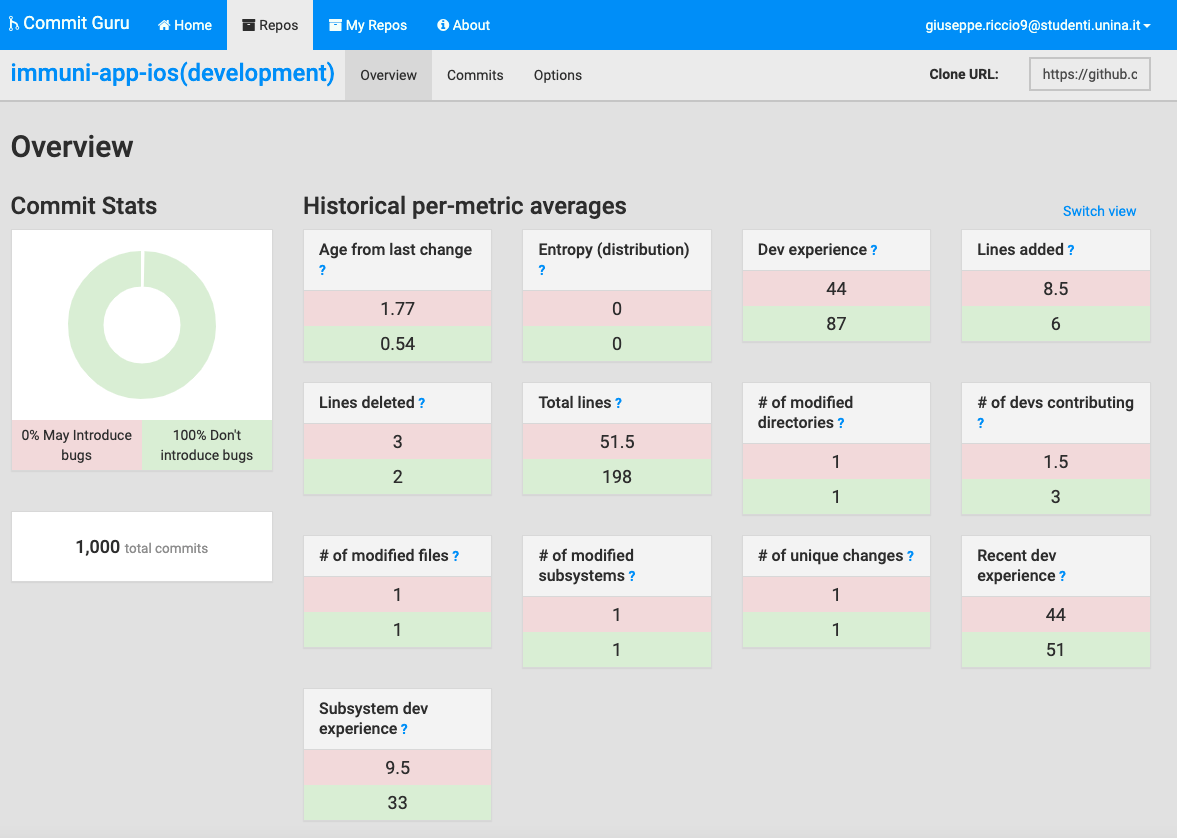 Commit Guru
Home
Repos
My Repos
About
giuseppe.riccio9@studenti.unina.it
immuni-app-ios(development)
Overview
Commits
Options
Clone URL:
https://github.c
Overview
Commit Stats
0% May Introduce
bugs
100% Don't
introduce bugs
1,000 total commits
Historical per-metric averages
Switch view
Age from last change
?
1.77
0.54
Entropy (distribution)
?
0
0
Dev experience ?
44
87
Lines added ?
8.5
6
Lines deleted ?
3
2
Total lines ?
51.5
198
# of modified
directories ?
1
1
# of devs contributing
?
1.5
3
# of modified files ?
1
1
# of modified
subsystems ?
1
1
# of unique changes ?
1
1
Recent dev
experience ?
44
51
Subsystem dev
experience ?
9.5
33